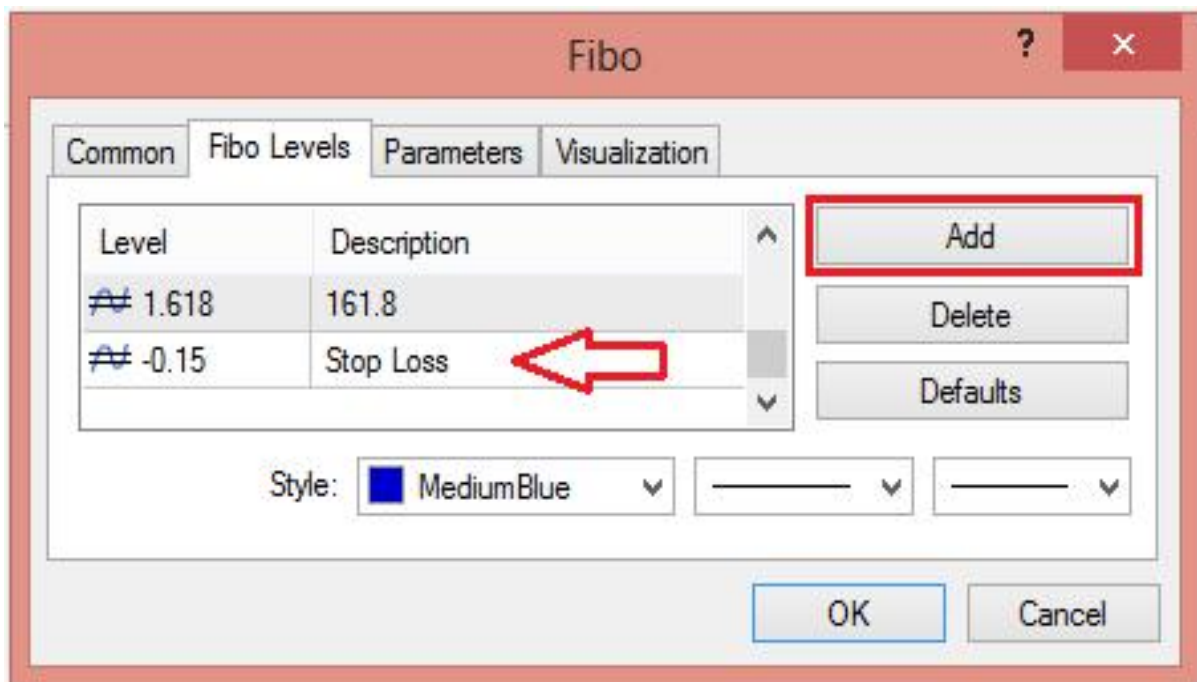 Fibo
?
Common Fibo Levels Parameters Visualization
Level Description
Add
1.618 161.8
Delete
-0.15 Stop Loss
Defaults
Style: MediumBlue
OK Cancel